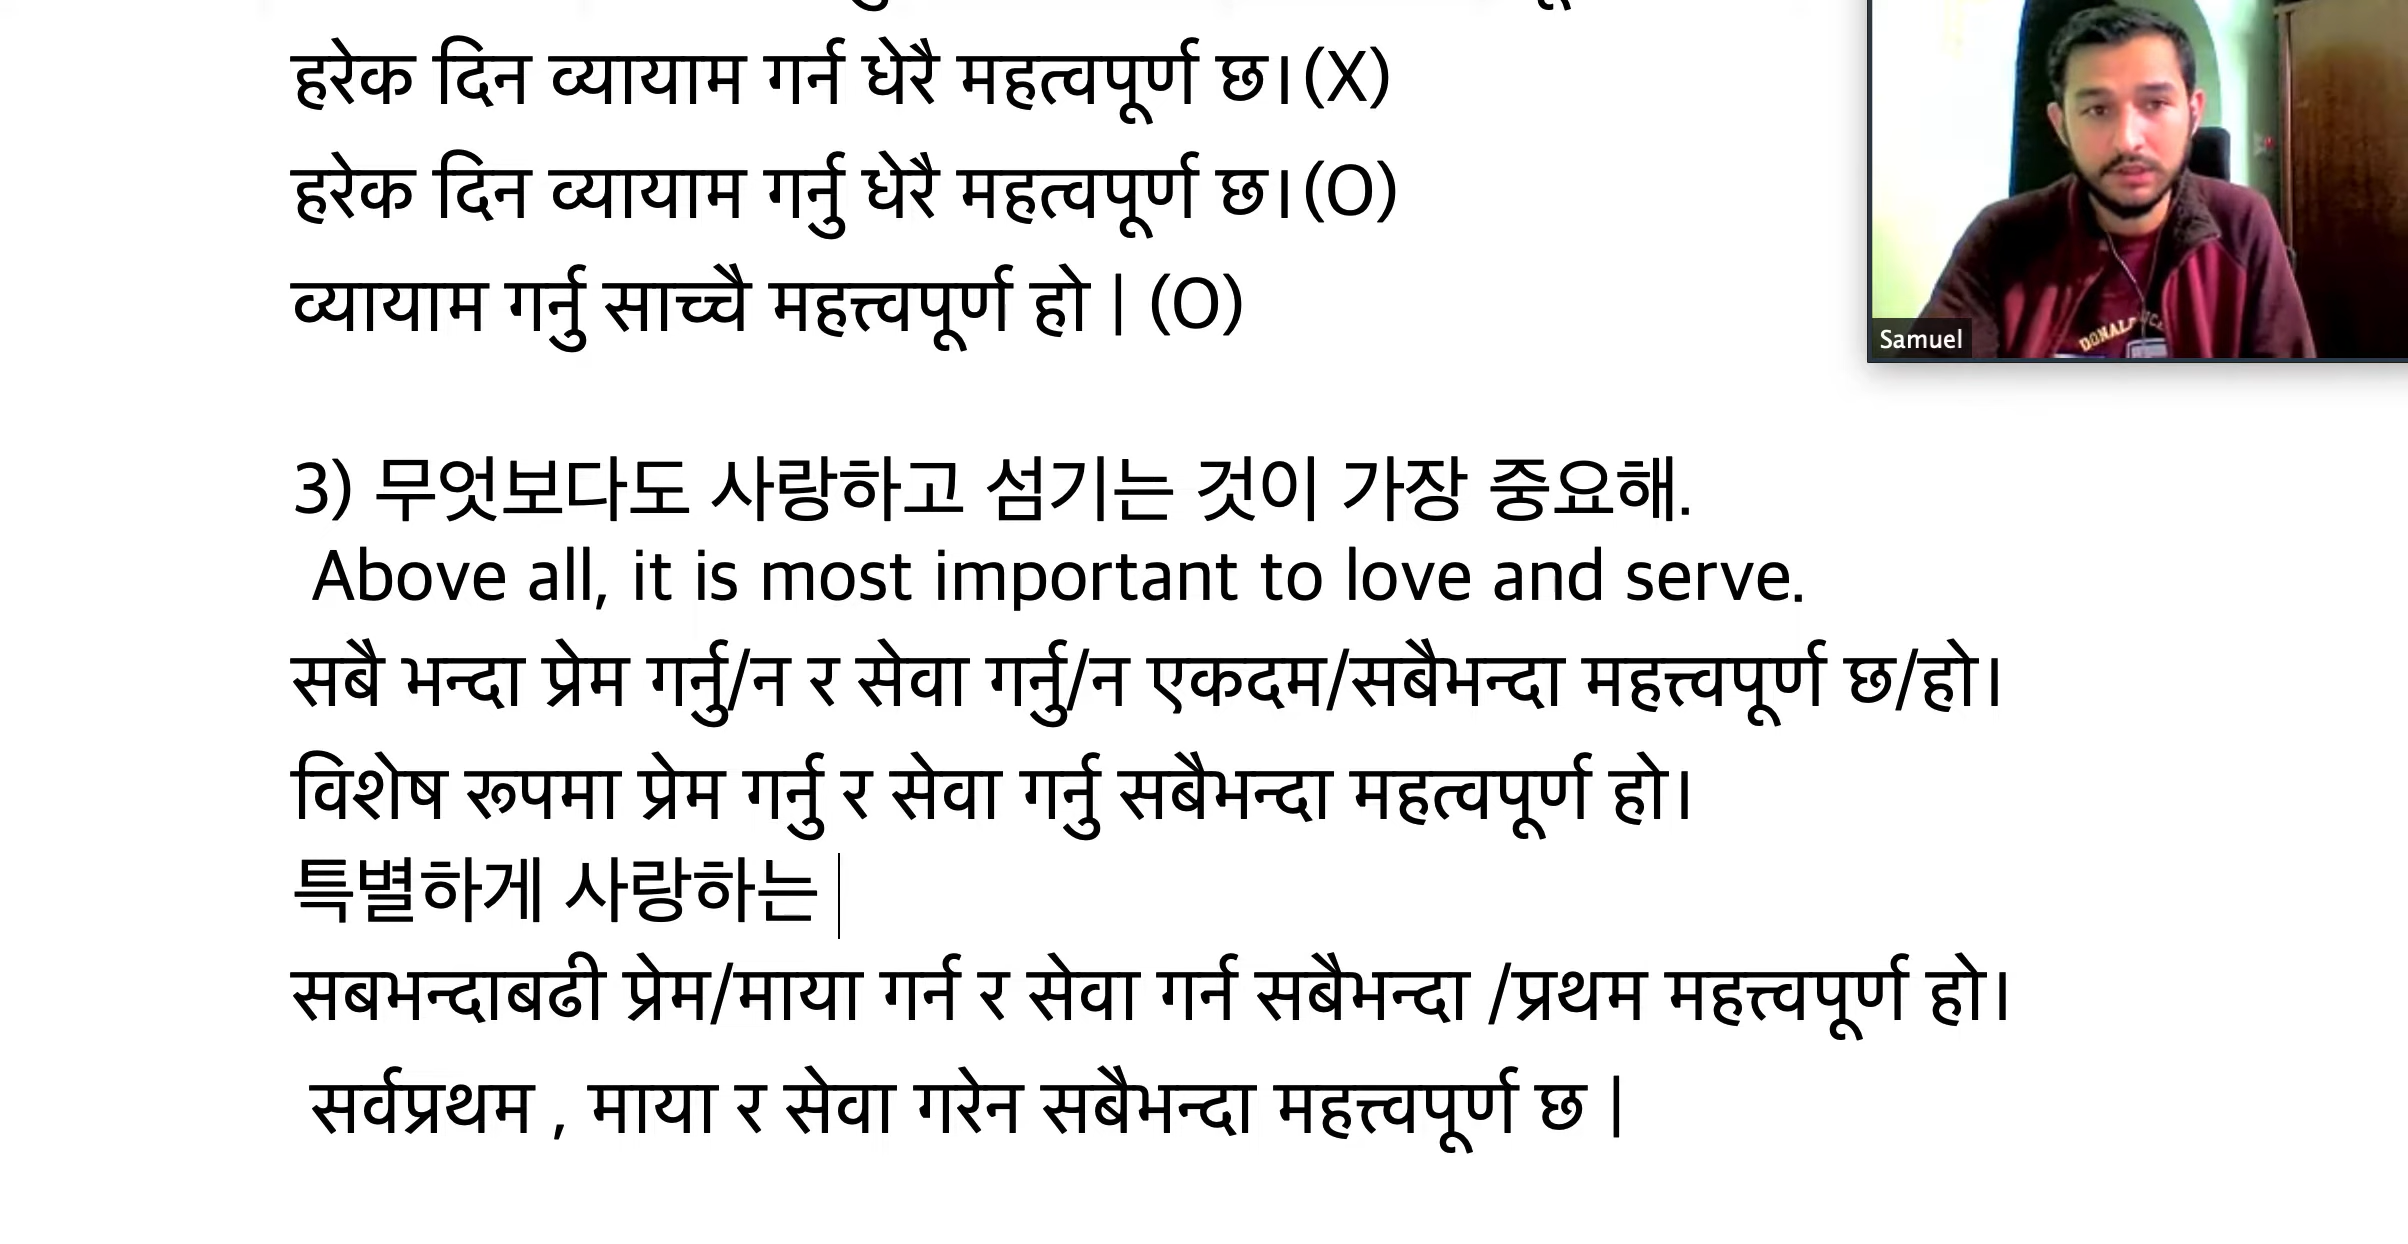 हरेक दिन व्यायाम गर्न धेरै महत्वपूर्ण छ।(X)
हरेक दिन व्यायाम गर्नु धेरै महत्वपूर्ण छ।(O)
व्यायाम गर्नु साच्चै महत्त्वपूर्ण हो | (O)
Samuel
3) 무엇보다도 사랑하고 섬기는 것이 가장 중요해.
Above all, it is most important to love and serve.
सबै भन्दा प्रेम गर्नु/न र सेवा गर्नु/न एकदम/सबैभन्दा महत्त्वपूर्ण छ/हो।
विशेष रूपमा प्रेम गर्नु र सेवा गर्नु सबैभन्दा महत्वपूर्ण हो।
특별하게 사랑하는
सबभन्दाबढी प्रेम/माया गर्न र सेवा गर्न सबैभन्दा /प्रथम महत्त्वपूर्ण हो।
सर्वप्रथम , माया र सेवा गरेन सबैभन्दा महत्त्वपूर्ण छ |